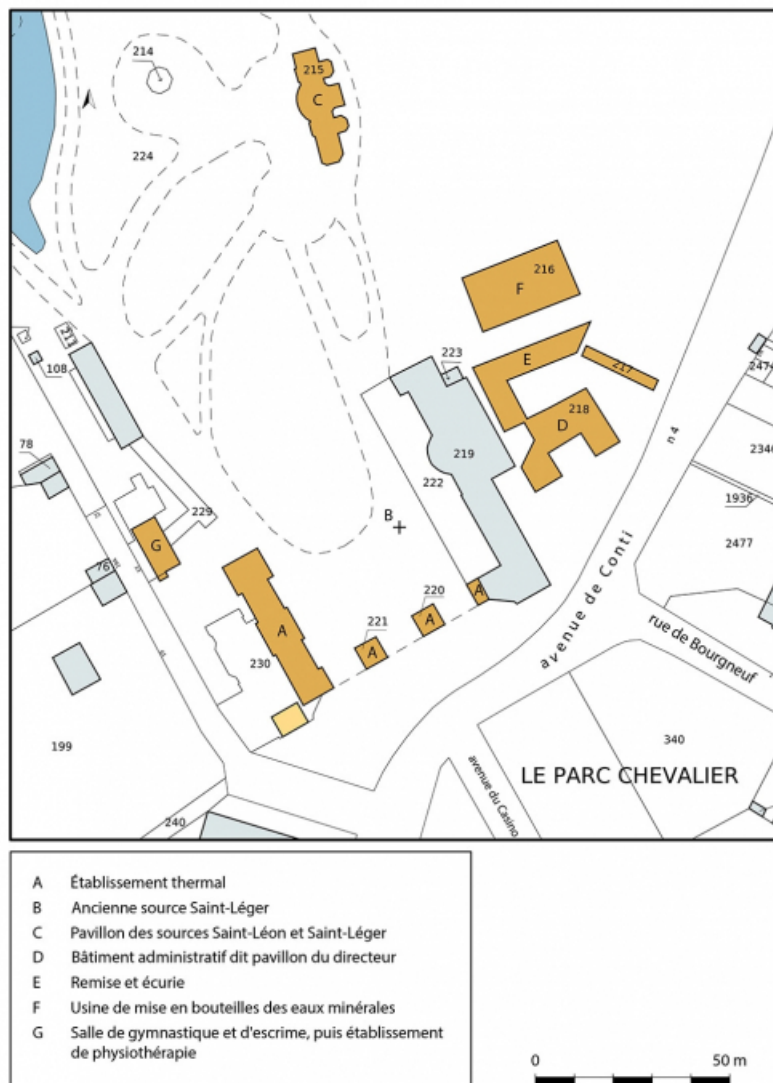 214
215
C
224
216
F
211
223
E
217
108
247
218
D
n 4
78
219
234
222
B
1936
229
2477
G
76
avenue de Conti
220
A
221
A
A
A
rue de Bourgneuf
230
199
340
avenue du Casino
LE PARC CHEVALIER
240
A Établissement thermal
B Ancienne source Saint-Léger
C Pavillon des sources Saint-Léon et Saint-Léger
D Bâtiment administratif dit pavillon du directeur
E Remise et écurie
F Usine de mise en bouteilles des eaux minérales
G Salle de gymnastique et d'escrime, puis établissement
de physiothérapie
0 50 m